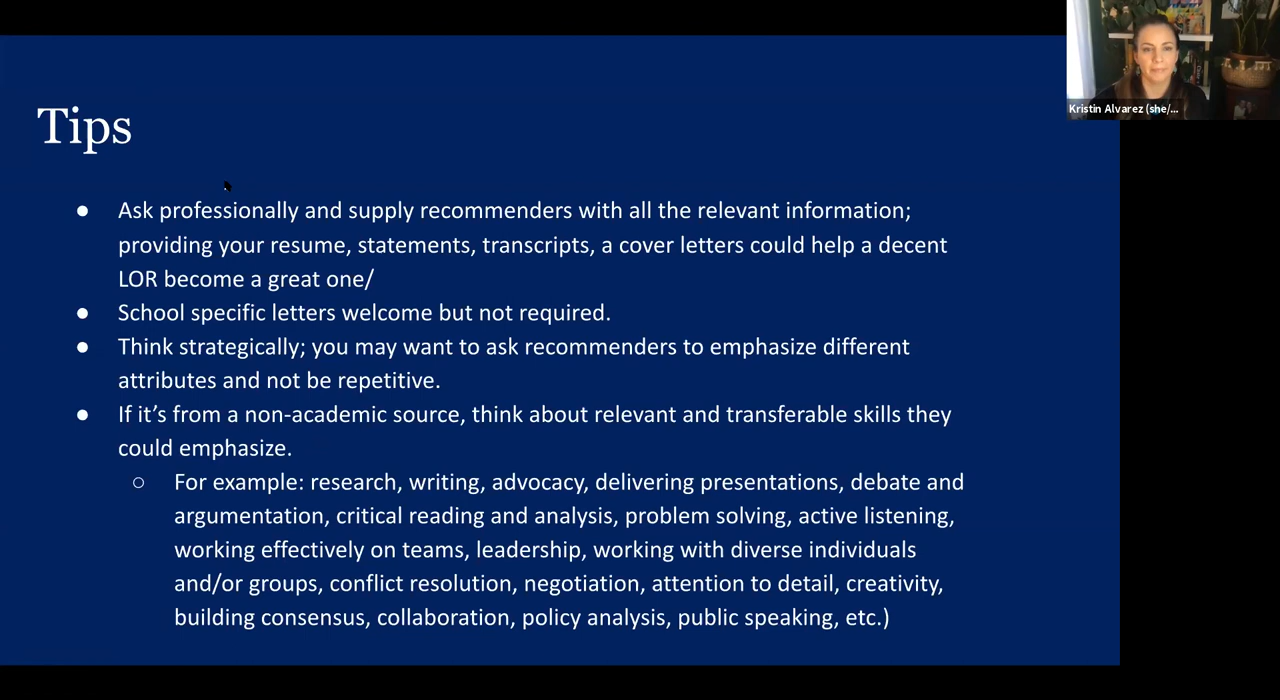 Tips
● Ask professionally and supply recommenders with all the relevant information;
providing your resume, statements, transcripts, a cover letters could help a decent
LOR become a great one/
● School specific letters welcome but not required.
● Think strategically; you may want to ask recommenders to emphasize different
attributes and not be repetitive.
● If it’s from a non-academic source, think about relevant and transferable skills they
could emphasize.
○ For example: research, writing, advocacy, delivering presentations, debate and
argumentation, critical reading and analysis, problem solving, active listening,
working effectively on teams, leadership, working with diverse individuals
and/or groups, conflict resolution, negotiation, attention to detail, creativity,
building consensus, collaboration, policy analysis, public speaking, etc.)
Kristin Alvarez (she/...